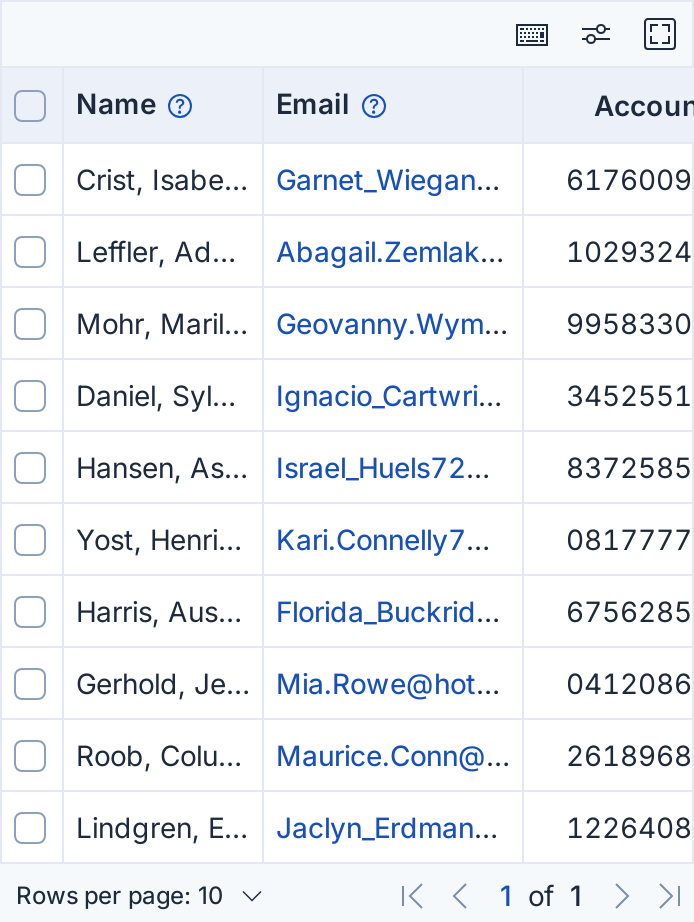 Name Email Accoun
Crist, Isabe... Garnet_Wiegan... 6176009
Leffler, Ad... Abagail.Zemlak... 1029324
Mohr, Maril... Geovanny.Wym... 9958330
Daniel, Syl... Ignacio_Cartwri... 3452551
Hansen, As... Israel_Huels72... 8372585
Yost, Henri... Kari.Connelly7... 0817777
Harris, Aus... Florida_Buckrid... 6756285
Gerhold, Je... Mia.Rowe@hot... 0412086
Roob, Colu... Maurice.Conn@... 2618968
Lindgren, E... Jaclyn_Erdman... 1226408
Rows per page: 10 1 of 1